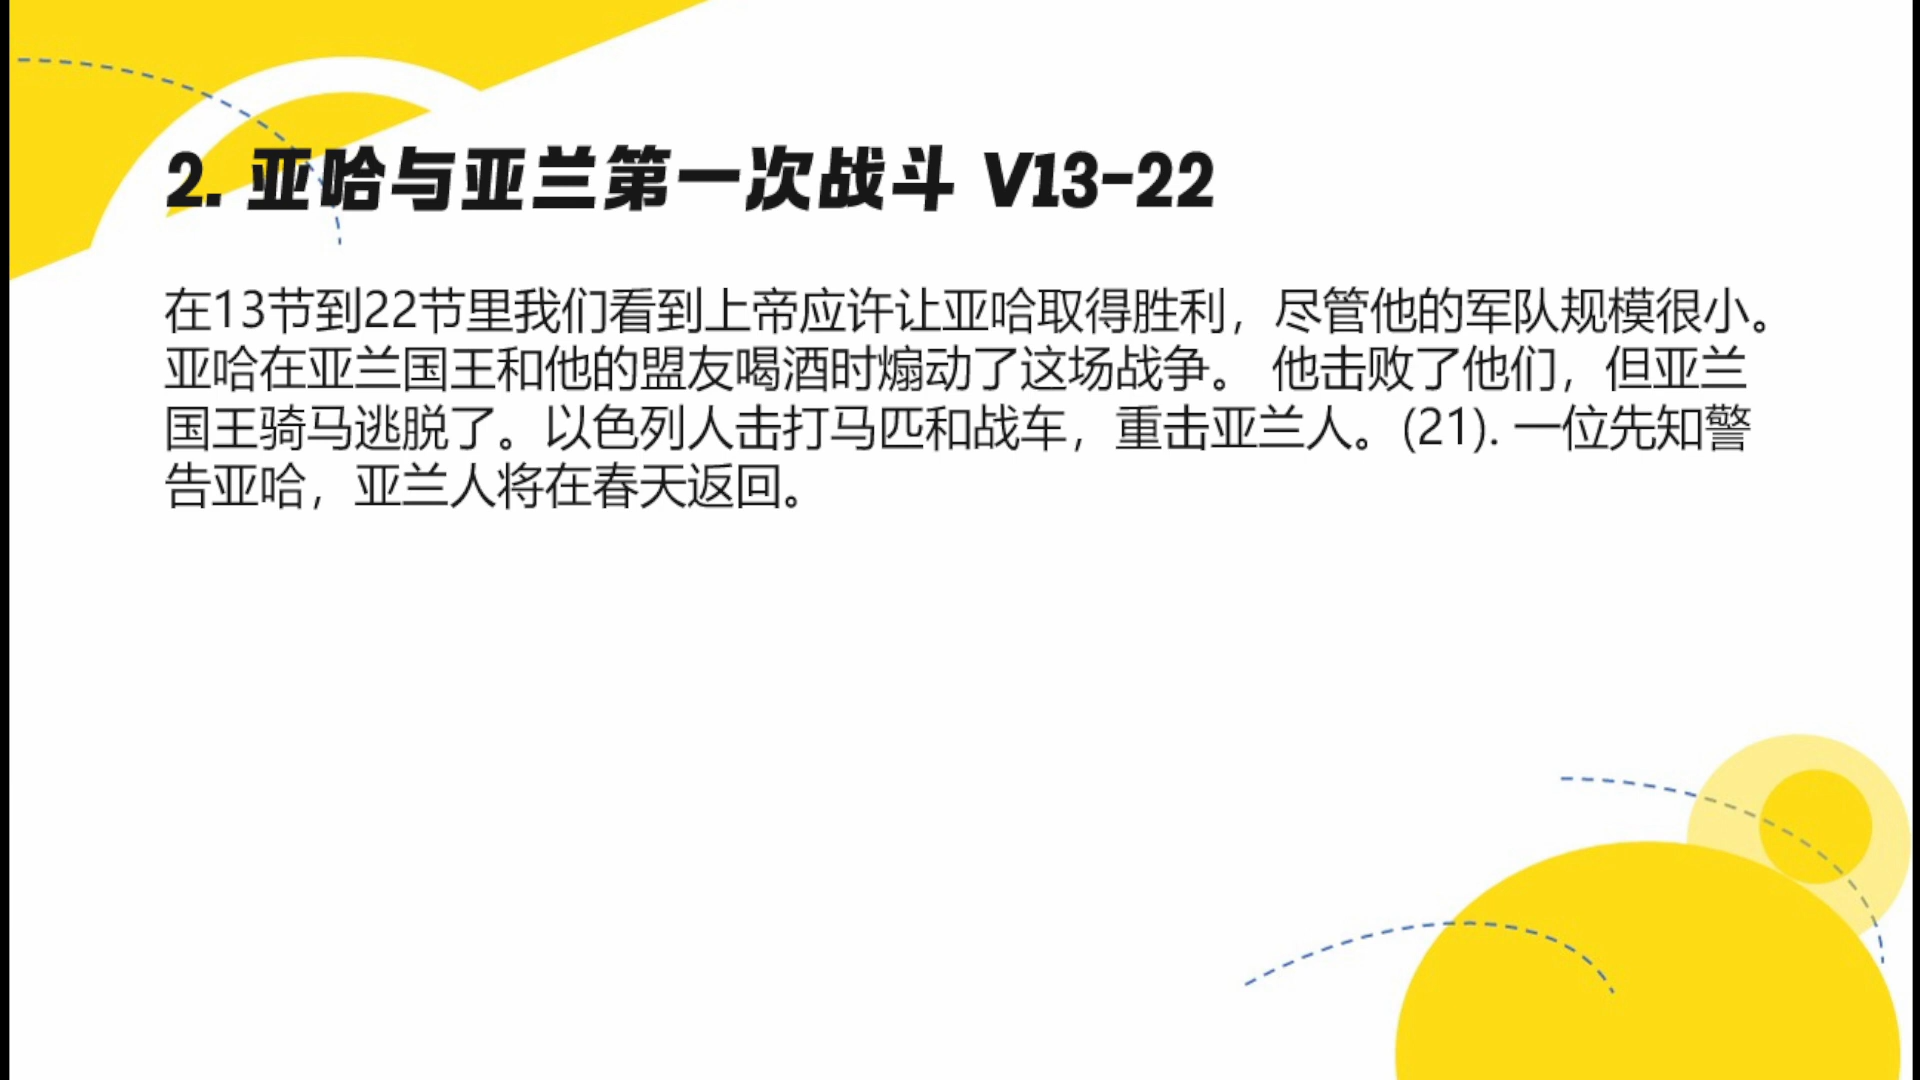 2. 亚哈与亚兰第一次战斗 V13-22
在13节到22节里我们看到上帝应许让亚哈取得胜利，尽管他的军队规模很小。
亚哈在亚兰国王和他的盟友喝酒时煽动了这场战争。 他击败了他们，但亚兰
国王骑马逃脱了。以色列人击打马匹和战车，重击亚兰人。(21). 一位先知警
告亚哈，亚兰人将在春天返回。